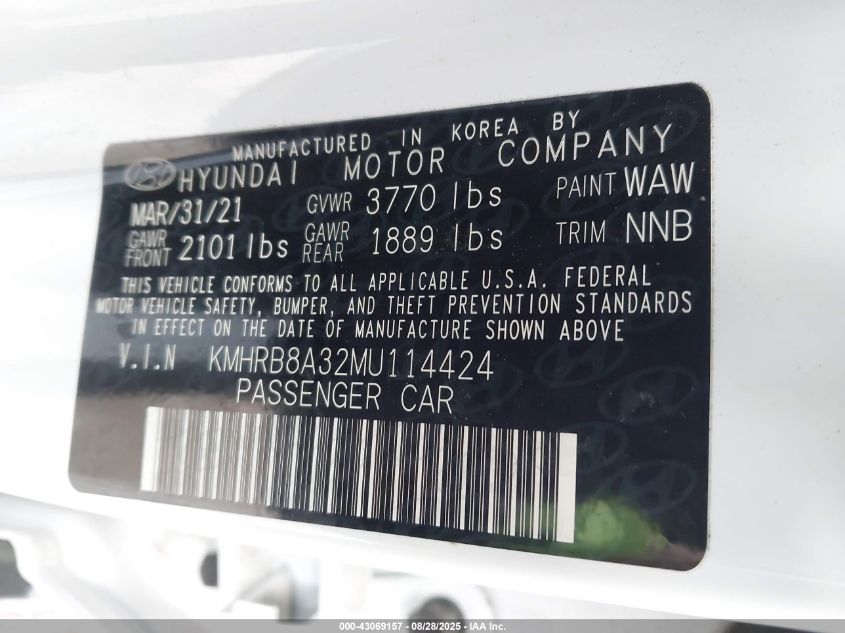 MANUFACTURED IN KOREA BY
HYUNDAI MOTOR COMPANY
MAR/31/21 GVWR 3770 lbs PAINT WAW
GAWR FRONT 2101 lbs GAWR REAR 1889 lbs TRIM NNB
THIS VEHICLE CONFORMS TO ALL APPLICABLE U.S.A. FEDERAL
MOTOR VEHICLE SAFETY, BUMPER, AND THEFT PREVENTION STANDARDS
IN EFFECT ON THE DATE OF MANUFACTURE SHOWN ABOVE
V.I.N KMHRB8A32MU114424
PASSENGER CAR
000-43069157 - 08/28/2025 - IAA Inc.